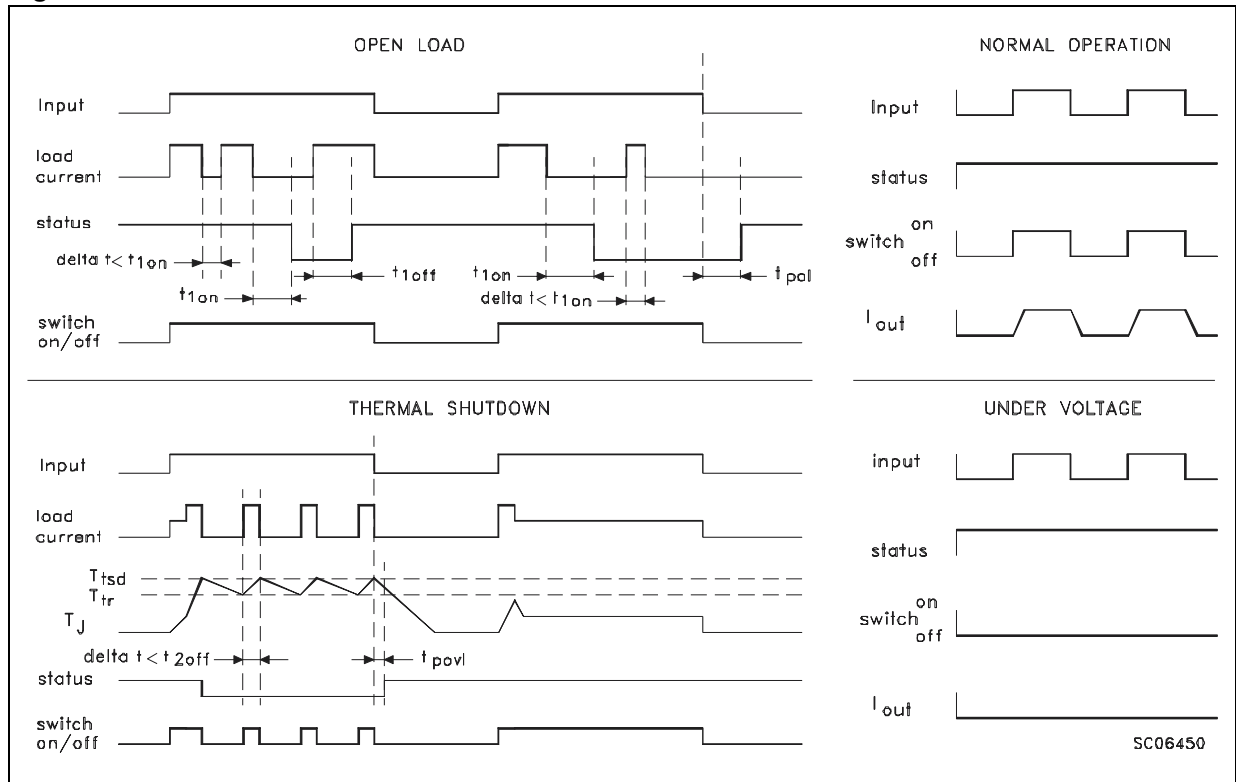 OPEN LOAD
Input
load
current
status
delta t< t1on
t1on
t1off
t1on
delta t< t1on
t pol
switch
on/off
NORMAL OPERATION
Input
status
switch on
off
I out
THERMAL SHUTDOWN
Input
load
current
Ttsd
Ttr
TJ
delta t< t2off
t povl
status
switch
on/off
UNDER VOLTAGE
input
status
switch on
off
I out
SC06450